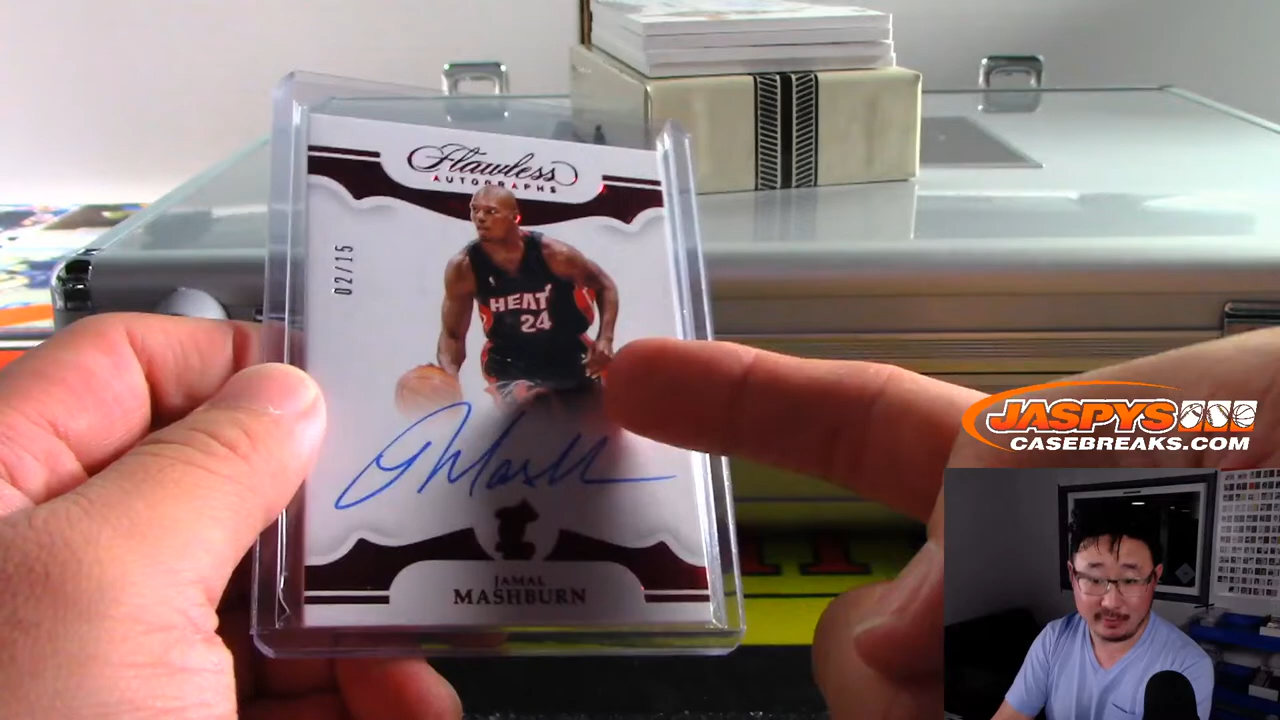 Flawless
AUTOGRAPHS
02/15
HEAT
24
JAMAL
MASHBURN
JASPYS
CASEBREAKS.COM